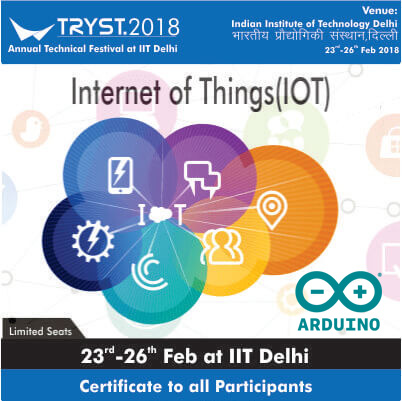 TRYST.2018
Annual Technical Festival at IIT Delhi
Venue:
Indian Institute of Technology Delhi
भारतीय प्रौद्योगिकी संस्थान,दिल्ली
23rd-26th Feb 2018
Internet of Things(IOT)
I T
ARDUINO
Limited Seats
23rd-26th Feb at IIT Delhi
Certificate to all Participants